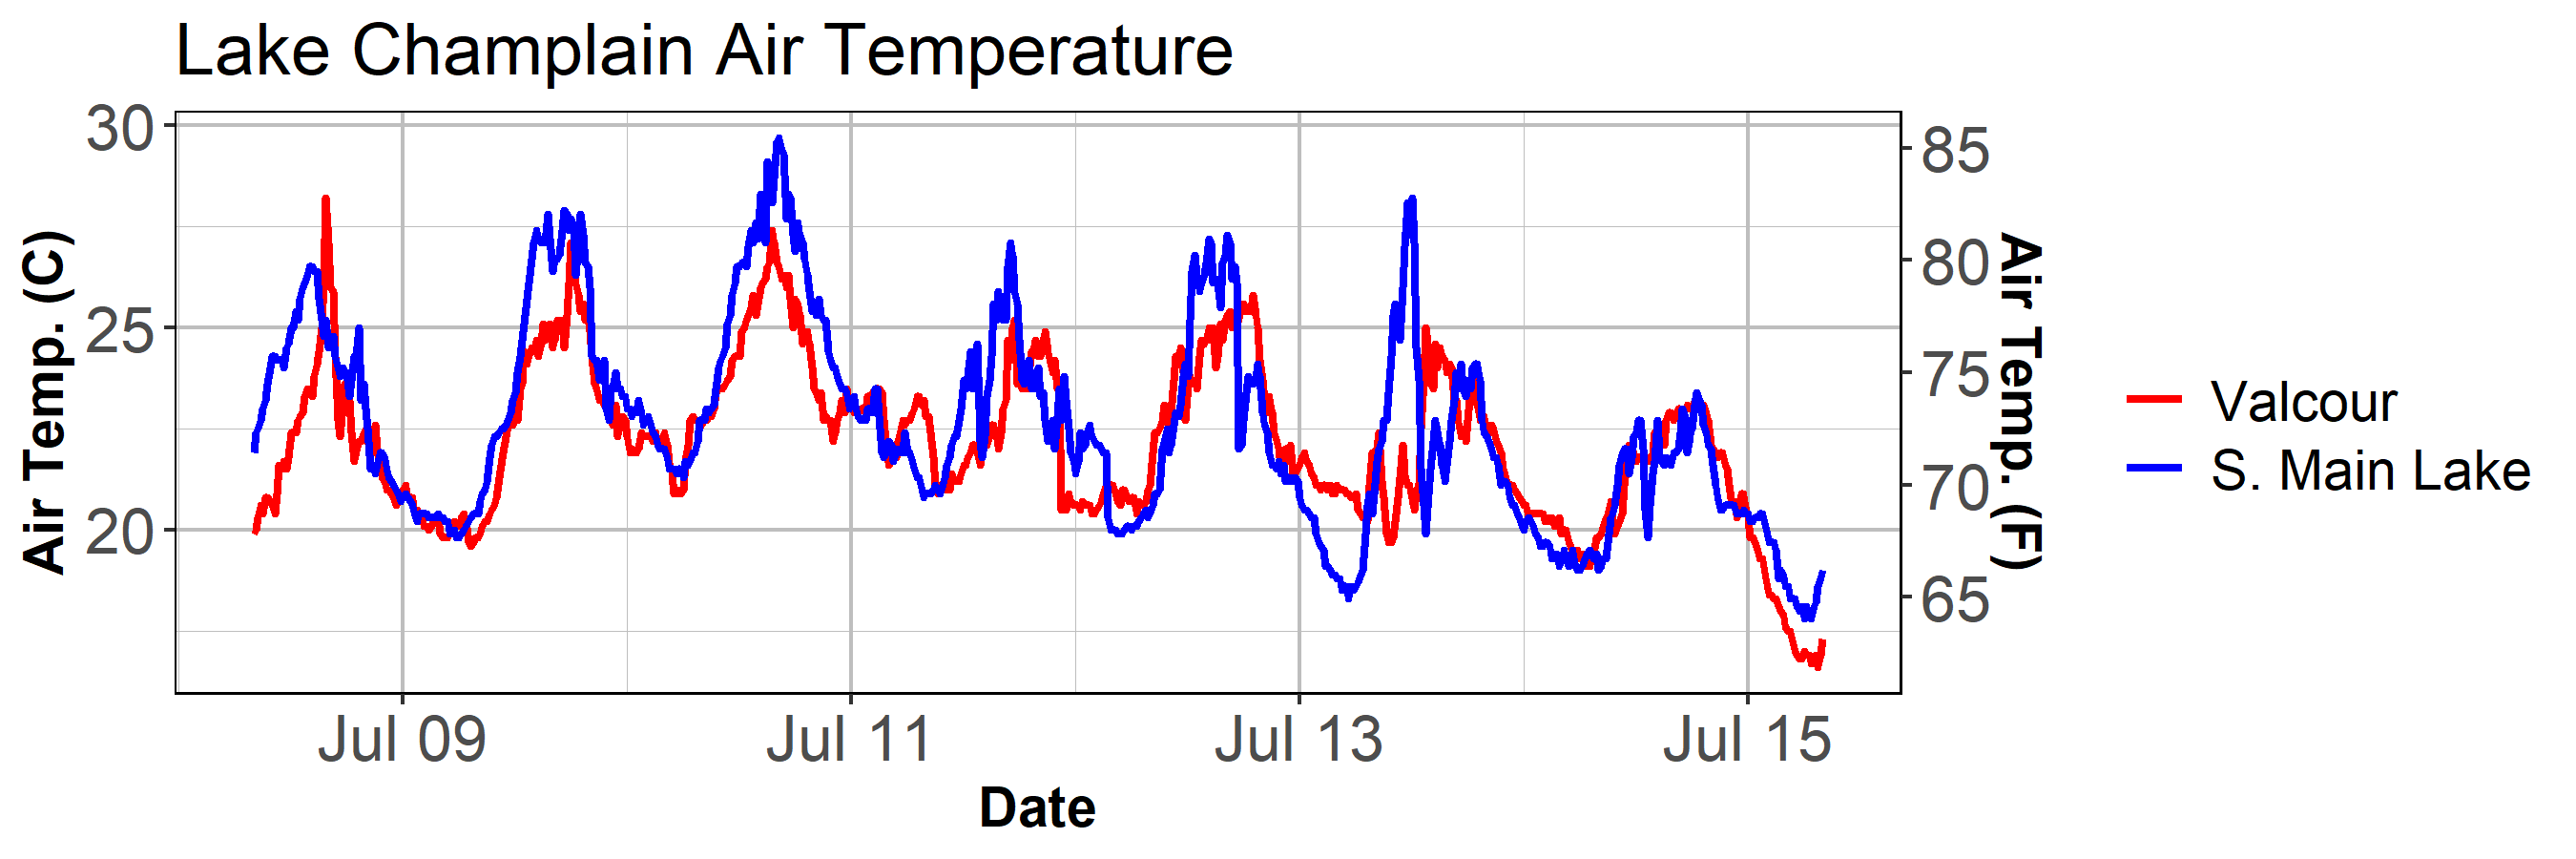 Lake Champlain Air Temperature
Air Temp. (C)
30
25
20
85
80
75
70
65
Air Temp. (F)
Valcour
S. Main Lake
Jul 09
Jul 11
Jul 13
Jul 15
Date